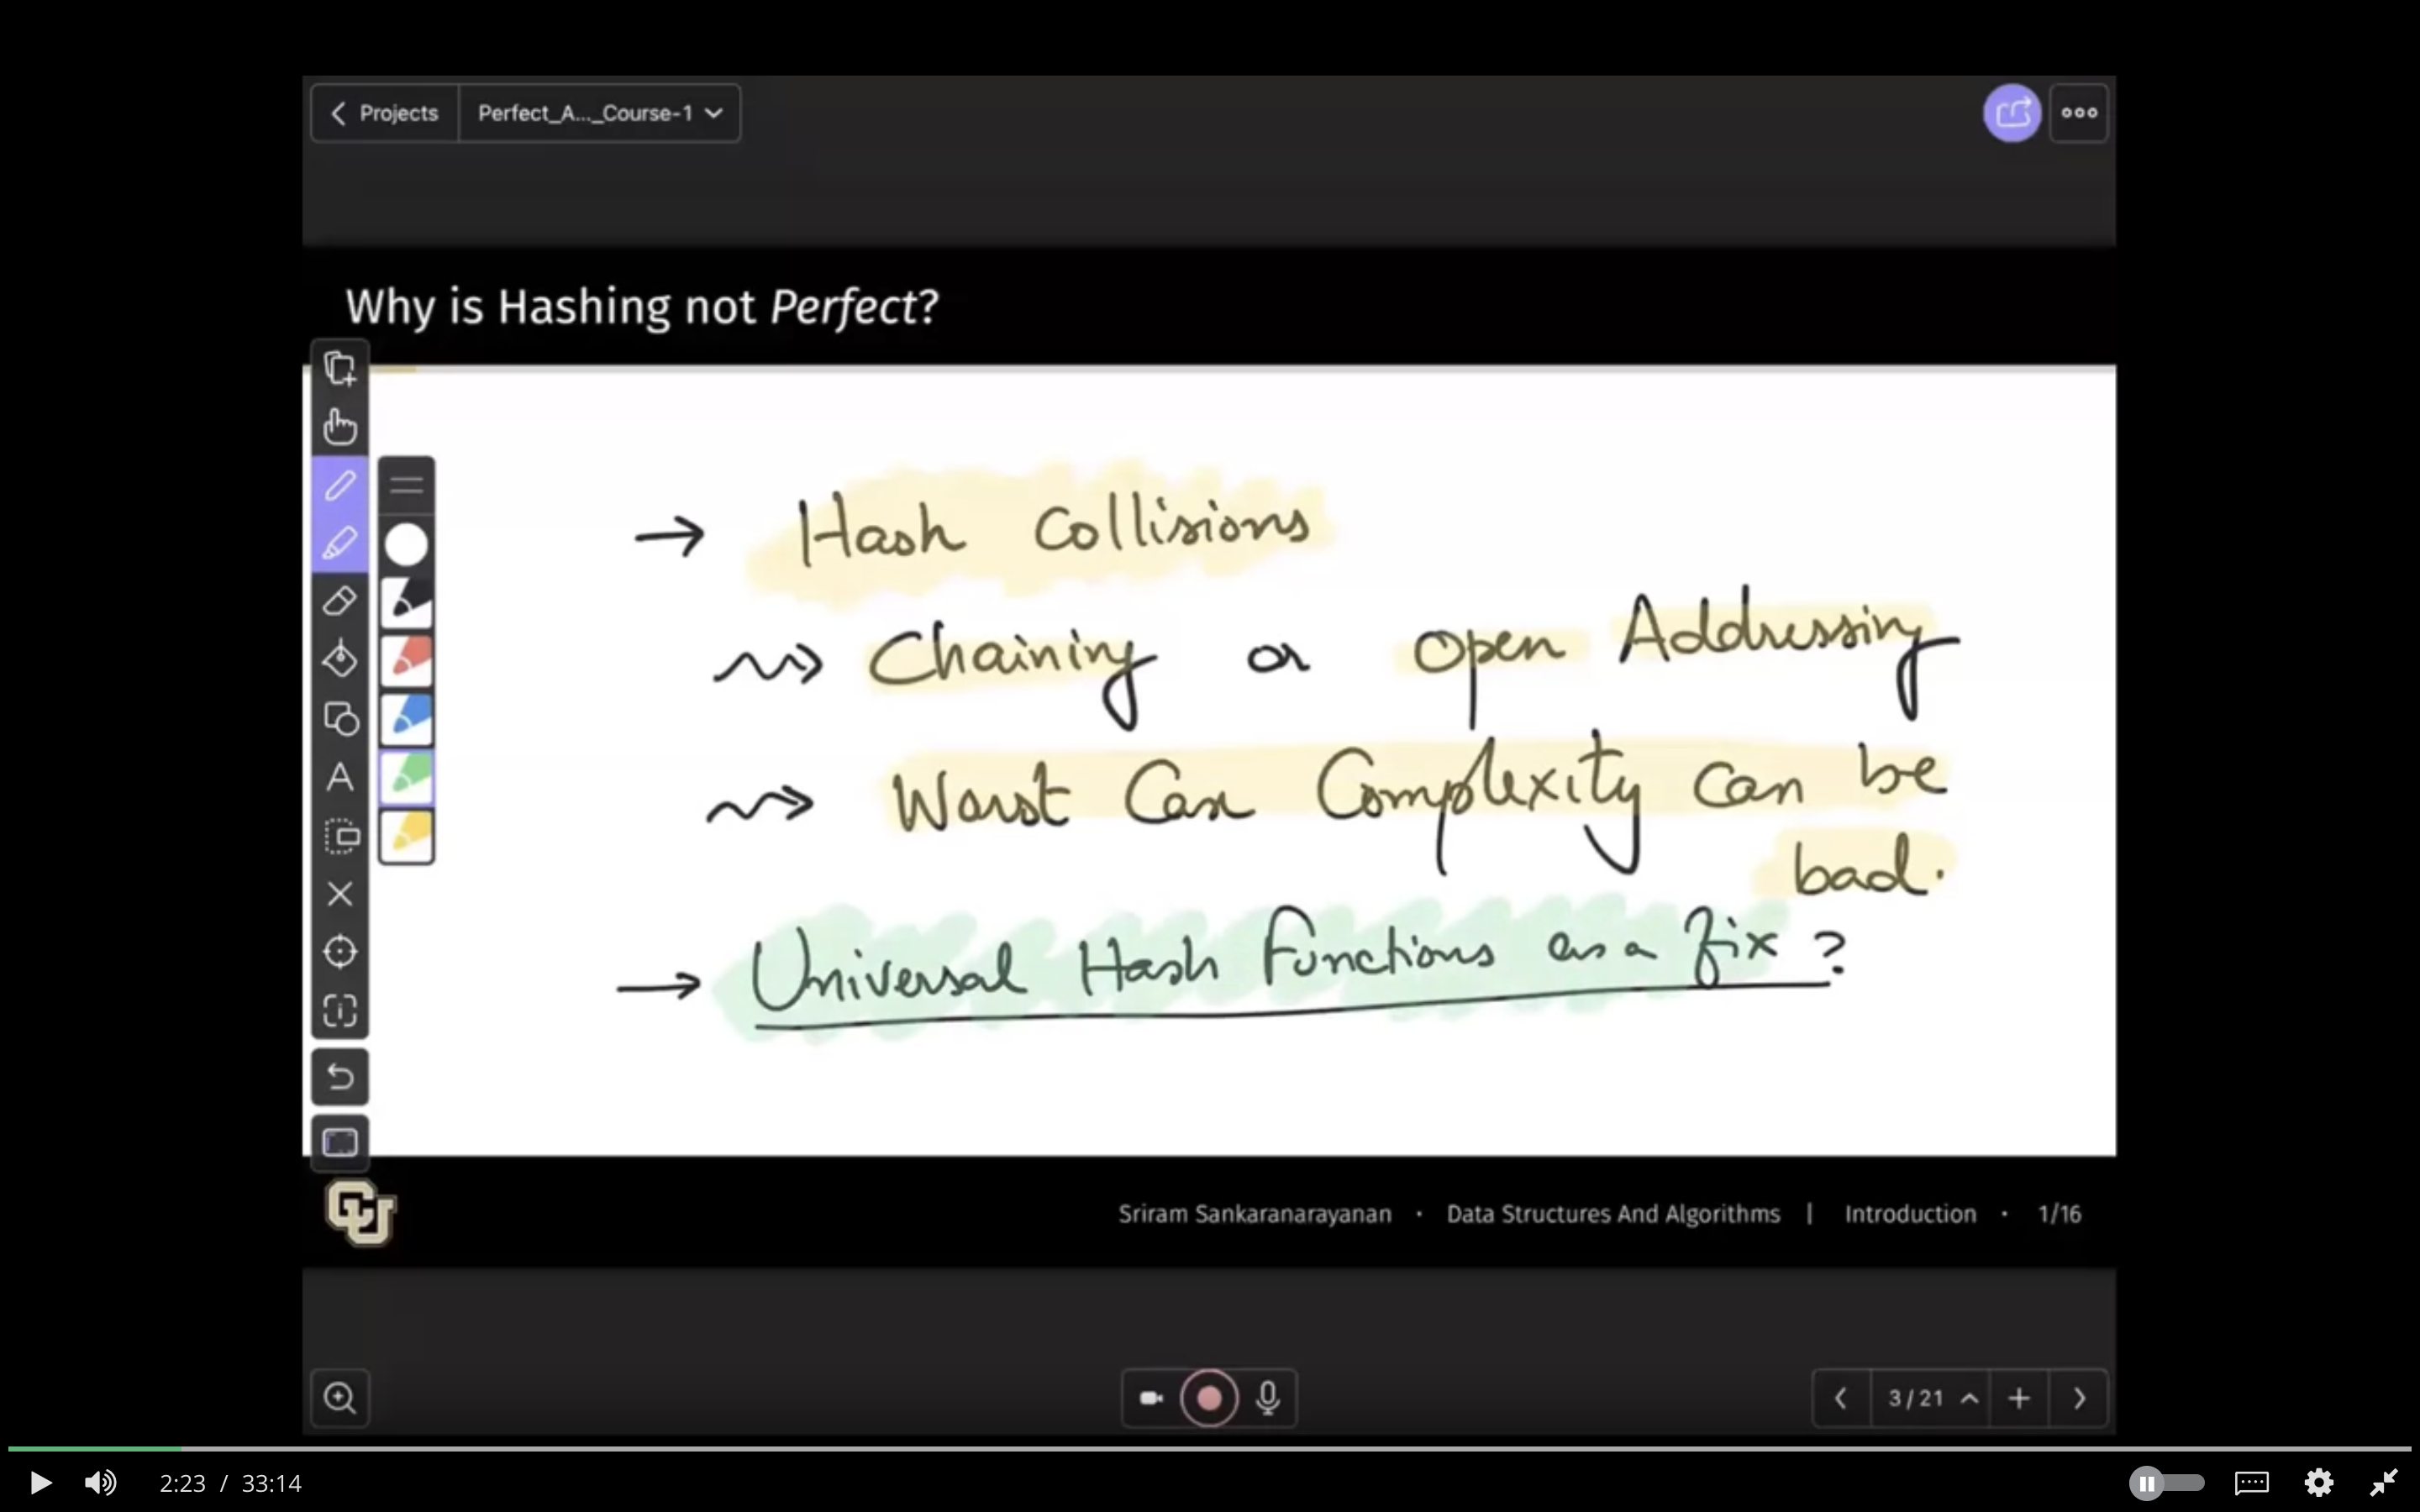 Projects Perfect_A..._Course-1
Why is Hashing not Perfect?
→ Hash Collisions
Chaining or open Addressing
Worst Case Complexity can be
bad.
→ Universal Hash Functions as a fix?
CU
Sriram Sankaranarayanan · Data Structures And Algorithms | Introduction · 1/16
3/21
2:23 / 33:14